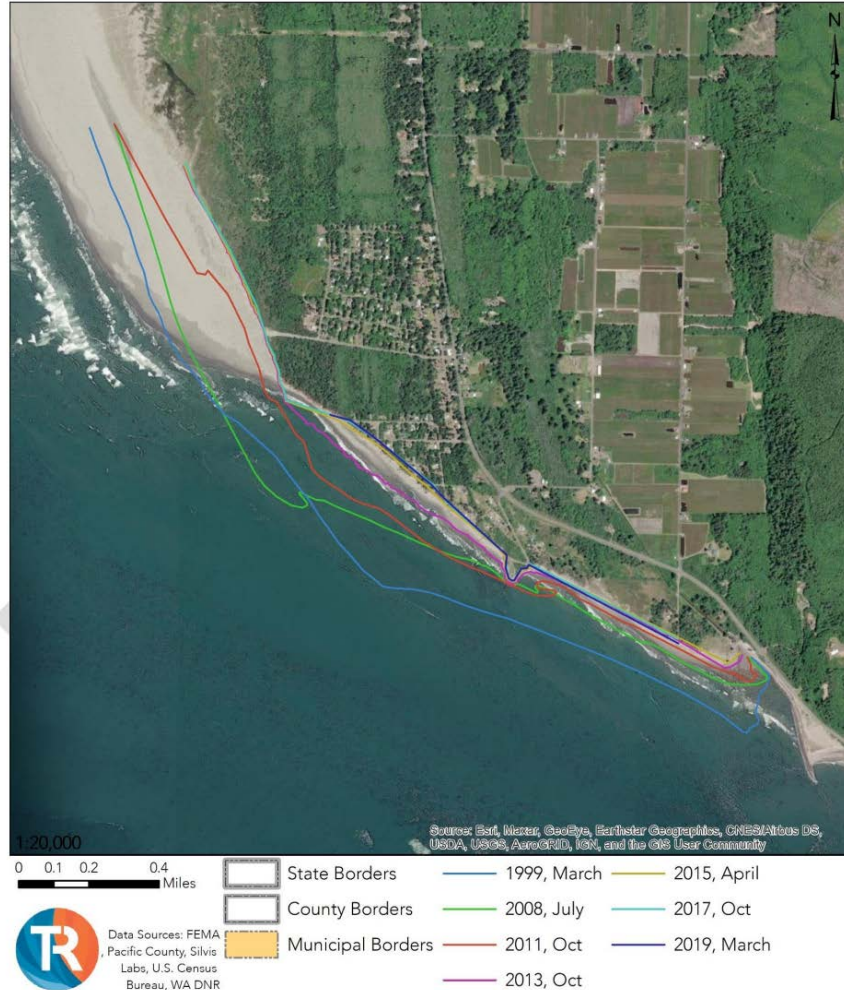 N
1:20,000
Source: Esri, Maxar, GeoEye, Earthstar Geographics, CNES/Airbus DS,
USDA, USGS, AeroGRID, IGN, and the GIS User Community
0 0.1 0.2 0.4
Miles
TR
Data Sources: FEMA
, Pacific County, Silvis
Labs, U.S. Census
Bureau, WA DNR
State Borders
County Borders
Municipal Borders
1999, March
2008, July
2011, Oct
2013, Oct
2015, April
2017, Oct
2019, March